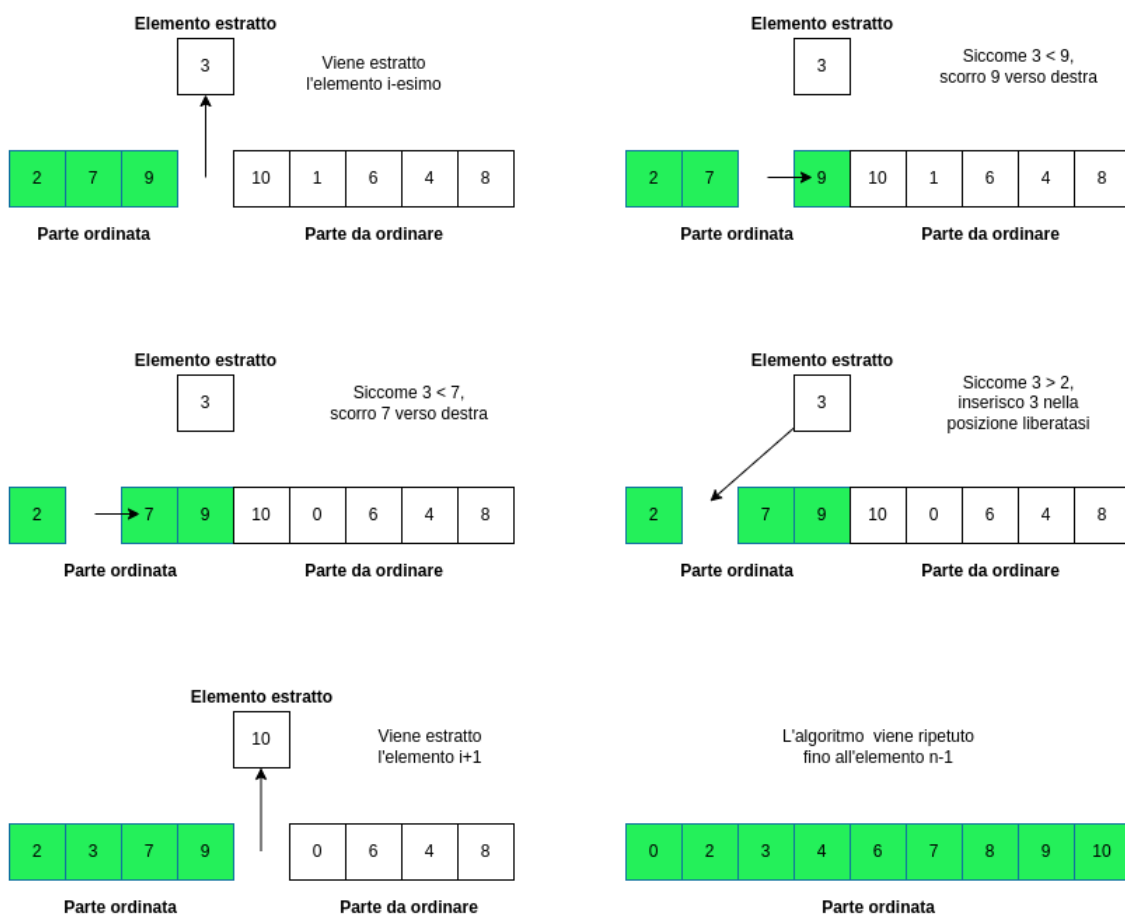 Elemento estratto
3
Viene estratto
l'elemento i-esimo
2 7 9 10 1 6 4 8
Parte ordinata Parte da ordinare
Elemento estratto
3
Siccome 3 < 9,
scorro 9 verso destra
2 7 9 10 1 6 4 8
Parte ordinata Parte da ordinare
Elemento estratto
3
Siccome 3 < 7,
scorro 7 verso destra
2 7 9 10 0 6 4 8
Parte ordinata Parte da ordinare
Elemento estratto
3
Siccome 3 > 2,
inserisco 3 nella
posizione liberatasi
2 7 9 10 0 6 4 8
Parte ordinata Parte da ordinare
Elemento estratto
10
Viene estratto
l'elemento i+1
2 3 7 9 0 6 4 8
Parte ordinata Parte da ordinare
L'algoritmo viene ripetuto
fino all'elemento n-1
0 2 3 4 6 7 8 9 10
Parte ordinata